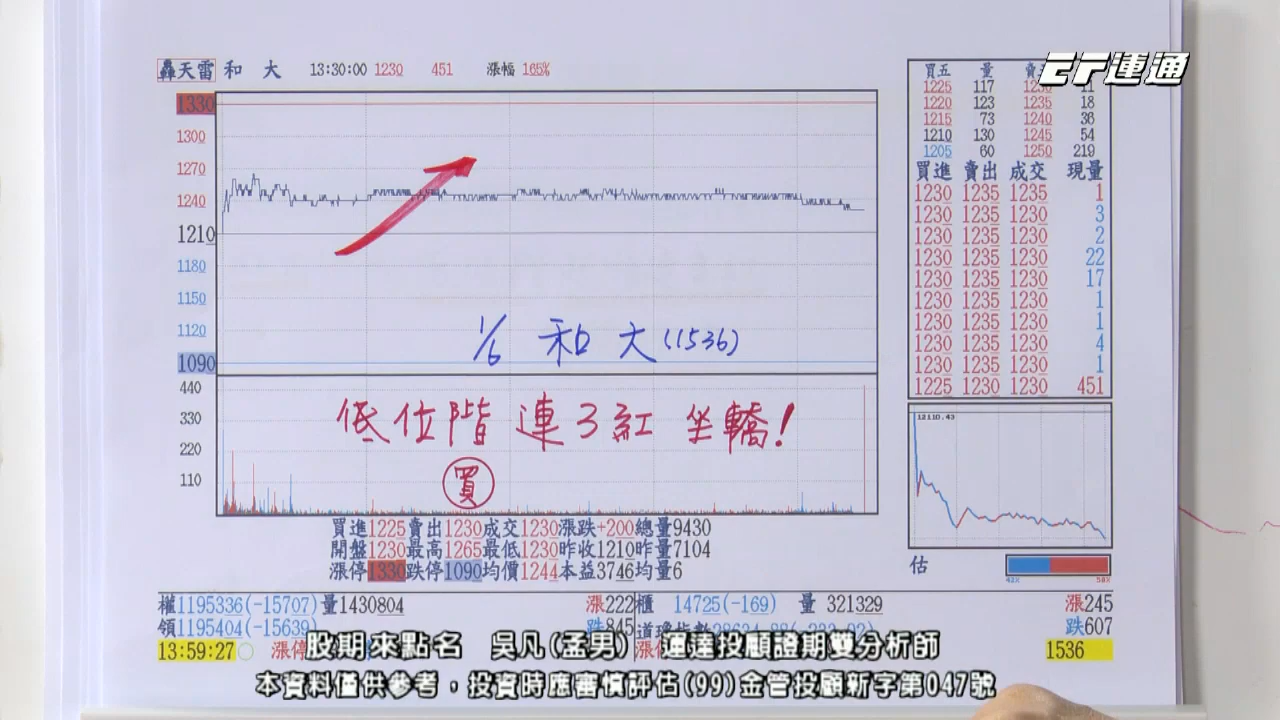 轟天雷 和 大 13:30:00 1230 451 漲幅 165%
EF運通
1330
1300
1270
1240
1210
1180
1150
1120
1090
440
330
220
110
1/6 和大(1536)
低位階 連3紅 坐轎!
買
買五 量
1225 117
1220 123 1235 18
1215 73 1240 36
1210 130 1245 54
1205 60 1250 219
買進 賣出 成交 現量
1230 1235 1235 1
1230 1235 1230 3
1230 1235 1230 2
1230 1235 1230 22
1230 1235 1230 17
1230 1235 1230 1
1230 1235 1230 1
1230 1235 1230 4
1230 1235 1230 1
1225 1230 1230 451
12110.43
估
42% 58%
買進1225賣出1230成交1230漲跌+200總量9430
開盤1230最高1265最低1230昨收1210昨量7104
漲停1330跌停1090均價1244本益3746均量6
權1195336(-15707)量1430804 漲222櫃 14725(-169) 量 321329 漲245
領1195404(-15639) 跌845 跌607
13:59:27 1536
股期來點名 吳凡(孟男) 運達投顧證期雙分析師
本資料僅供參考，投資時應審慎評估(99)金管投顧新字第047號